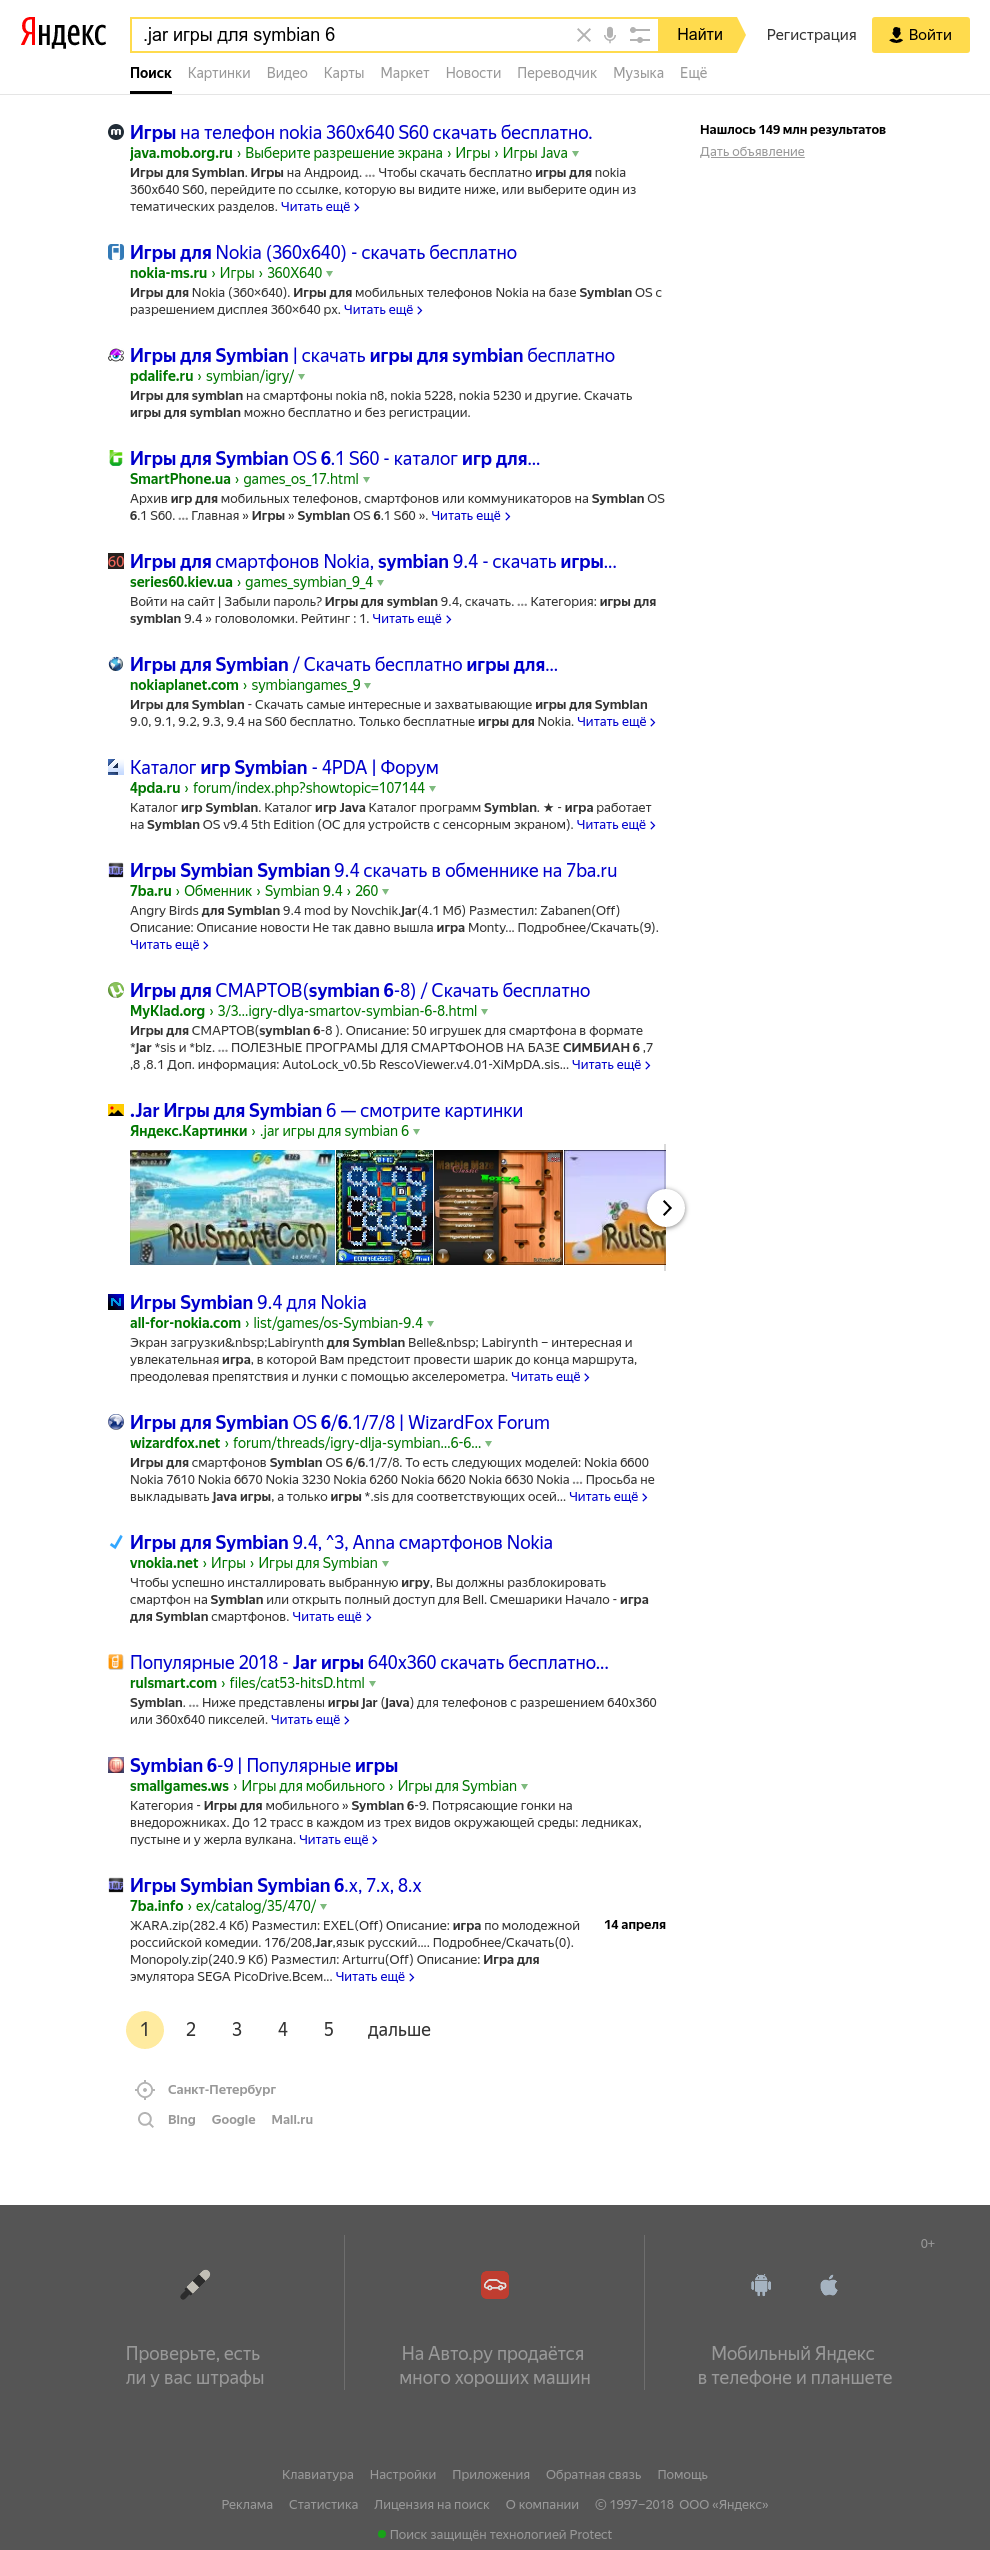 Яндекс
.jar игры для symbian 6
Найти
Регистрация
Войти
Поиск Картинки Видео Карты Маркет Новости Переводчик Музыка Ещё
Нашлось 149 млн результатов
Дать объявление
Игры на телефон nokia 360x640 S60 скачать бесплатно.
java.mob.org.ru › Выберите разрешение экрана › Игры › Игры Java
Игры для Symbian. Игры на Андроид. ... Чтобы скачать бесплатно игры для nokia
360x640 S60, перейдите по ссылке, которую вы видите ниже, или выберите один из
тематических разделов. Читать ещё
Игры для Nokia (360x640) - скачать бесплатно
nokia-ms.ru › Игры › 360X640
Игры для Nokia (360×640). Игры для мобильных телефонов Nokia на базе Symbian OS с
разрешением дисплея 360×640 px. Читать ещё
Игры для Symbian | скачать игры для symbian бесплатно
pdalife.ru › symbian/igry/
Игры для symbian на смартфоны nokia n8, nokia 5228, nokia 5230 и другие. Скачать
игры для symbian можно бесплатно и без регистрации.
Игры для Symbian OS 6.1 S60 - каталог игр для...
SmartPhone.ua › games_os_17.html
Архив игр для мобильных телефонов, смартфонов или коммуникаторов на Symbian OS
6.1 S60. ... Главная » Игры » Symbian OS 6.1 S60 ». Читать ещё
60
Игры для смартфонов Nokia, symbian 9.4 - скачать игры...
series60.kiev.ua › games_symbian_9_4
Войти на сайт | Забыли пароль? Игры для symbian 9.4, скачать. ... Категория: игры для
symbian 9.4 » головоломки. Рейтинг : 1. Читать ещё
Игры для Symbian / Скачать бесплатно игры для...
nokiaplanet.com › symbiangames_9
Игры для Symbian - Скачать самые интересные и захватывающие игры для Symbian
9.0, 9.1, 9.2, 9.3, 9.4 на S60 бесплатно. Только бесплатные игры для Nokia. Читать ещё
Каталог игр Symbian - 4PDA | Форум
4pda.ru › forum/index.php?showtopic=107144
Каталог игр Symbian. Каталог игр Java Каталог программ Symbian. ★ - игра работает
на Symbian OS v9.4 5th Edition (ОС для устройств с сенсорным экраном). Читать ещё
Игры Symbian Symbian 9.4 скачать в обменнике на 7ba.ru
7ba.ru › Обменник › Symbian 9.4 › 260
Angry Birds для Symbian 9.4 mod by Novchik.jar(4.1 Мб) Разместил: Zabanen(Off)
Описание: Описание новости Не так давно вышла игра Monty... Подробнее/Скачать(9).
Читать ещё
Игры для СМАРТОВ(symbian 6-8) / Скачать бесплатно
MyKlad.org › 3/3...igry-dlya-smartov-symbian-6-8.html
Игры для СМАРТОВ(symbian 6-8 ). Описание: 50 игрушек для смартфона в формате
*jar *sis и *blz. ... ПОЛЕЗНЫЕ ПРОГРАМЫ ДЛЯ СМАРТФОНОВ НА БАЗЕ СИМБИАН 6 ,7
,8 ,8.1 Доп. информация: AutoLock_v0.5b RescoViewer.v4.01-XiMpDA.sis... Читать ещё
.Jar Игры для Symbian 6 — смотрите картинки
Яндекс.Картинки › .jar игры для symbian 6
RulSmart.Com
Игры Symbian 9.4 для Nokia
all-for-nokia.com › list/games/os-Symbian-9.4
Экран загрузки&nbsp;Labirynth для Symbian Belle&nbsp; Labirynth – интересная и
увлекательная игра, в которой Вам предстоит провести шарик до конца маршрута,
преодолевая препятствия и лунки с помощью акселерометра. Читать ещё
Игры для Symbian OS 6/6.1/7/8 | WizardFox Forum
wizardfox.net › forum/threads/igry-dlja-symbian...6-6...
Игры для смартфонов Symbian OS 6/6.1/7/8. То есть следующих моделей: Nokia 6600
Nokia 7610 Nokia 6670 Nokia 3230 Nokia 6260 Nokia 6620 Nokia 6630 Nokia ... Просьба не
выкладывать java игры, а только игры *.sis для соответствующих осей... Читать ещё
Игры для Symbian 9.4, ^3, Anna смартфонов Nokia
vnokia.net › Игры › Игры для Symbian
Чтобы успешно инсталлировать выбранную игру, Вы должны разблокировать
смартфон на Symbian или открыть полный доступ для Bell. Смешарики Начало - игра
для Symbian смартфонов. Читать ещё
Популярные 2018 - Jar игры 640x360 скачать бесплатно...
rulsmart.com › files/cat53-hitsD.html
Symbian. ... Ниже представлены игры jar (java) для телефонов с разрешением 640x360
или 360x640 пикселей. Читать ещё
Symbian 6-9 | Популярные игры
smallgames.ws › Игры для мобильного › Игры для Symbian
Категория - Игры для мобильного » Symbian 6-9. Потрясающие гонки на
внедорожниках. До 12 трасс в каждом из трех видов окружающей среды: ледниках,
пустыне и у жерла вулкана. Читать ещё
Игры Symbian Symbian 6.x, 7.x, 8.x
7ba.info › ex/catalog/35/470/
14 апреля
ЖАRА.zip(282.4 Кб) Разместил: EXEL(Off) Описание: игра по молодежной
российской комедии. 176/208,Jar,язык русский.... Подробнее/Скачать(0).
Monopoly.zip(240.9 Кб) Разместил: Arturru(Off) Описание: Игра для
эмулятора SEGA PicoDrive.Всем... Читать ещё
1 2 3 4 5 дальше
Санкт-Петербург
Bing Google Mail.ru
0+
Проверьте, есть
ли у вас штрафы
На Авто.ру продаётся
много хороших машин
Мобильный Яндекс
в телефоне и планшете
Клавиатура Настройки Приложения Обратная связь Помощь
Реклама Статистика Лицензия на поиск О компании © 1997–2018 ООО «Яндекс»
Поиск защищён технологией Protect